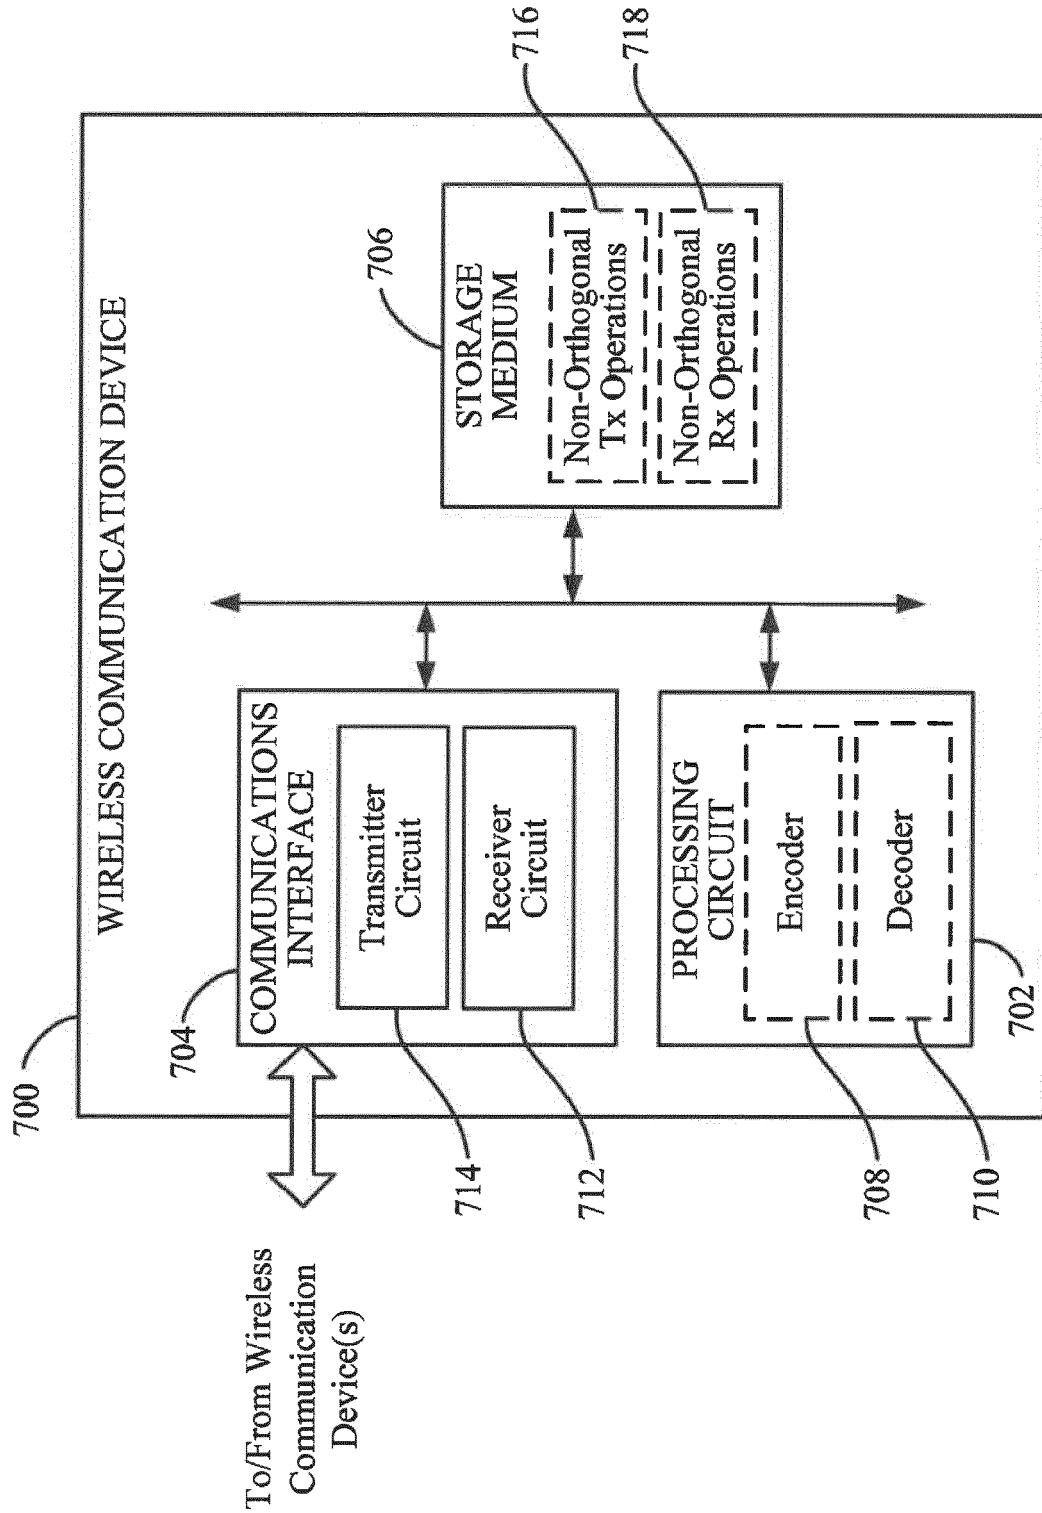 700
WIRELESS COMMUNICATION DEVICE
To/From Wireless
Communication
Device(s)
704
COMMUNICATIONS
INTERFACE
Transmitter
Circuit
714
Receiver
Circuit
712
706
STORAGE
MEDIUM
Non-Orthogonal
Tx Operations
716
Non-Orthogonal
Rx Operations
718
PROCESSING
CIRCUIT
Encoder
708
Decoder
710
702